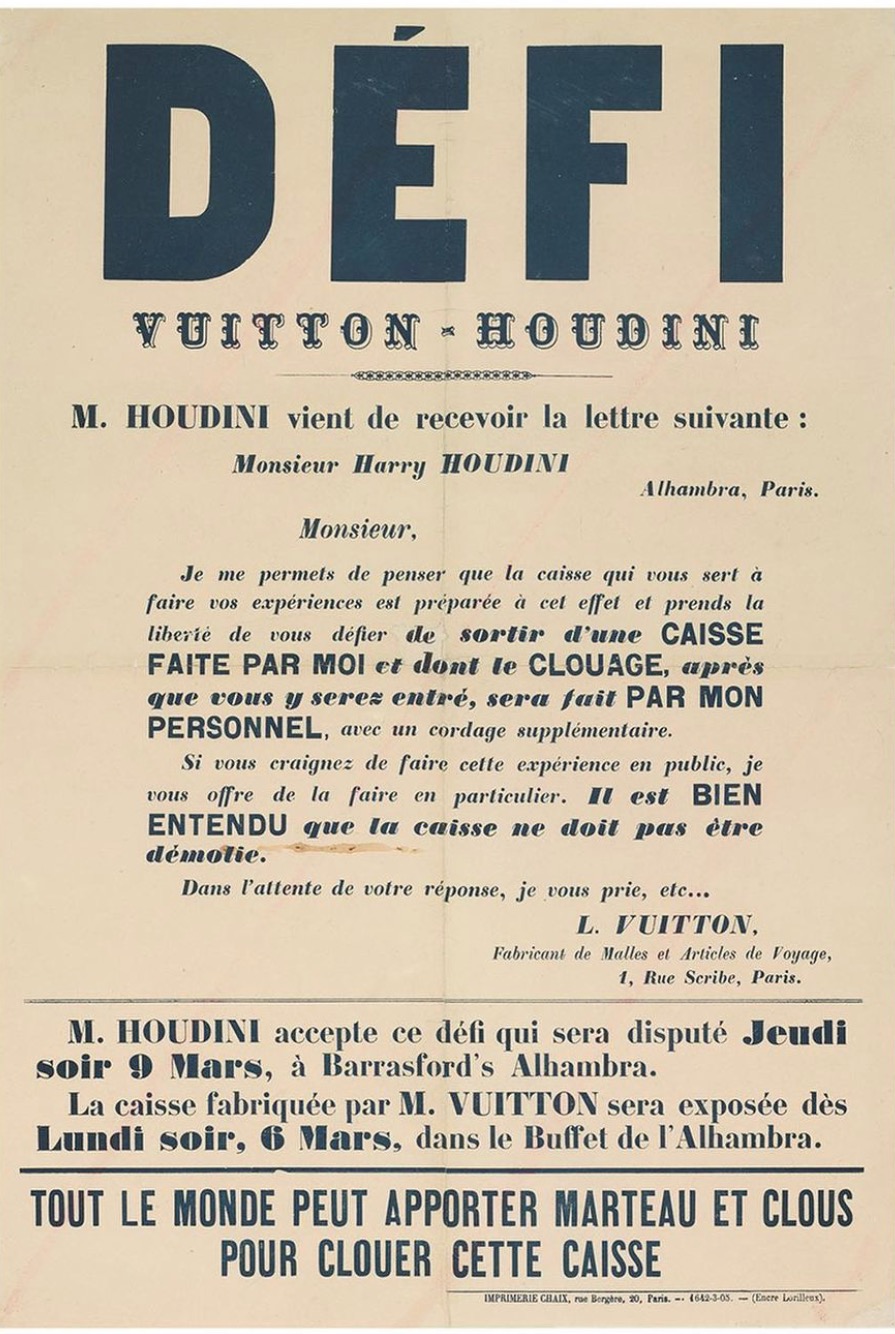 DÉFI
VUITTON - HOUDINI
M. HOUDINI vient de recevoir la lettre suivante :
Monsieur Harry HOUDINI
Alhambra, Paris.
Monsieur,
Je me permets de penser que la caisse qui vous sert à
faire vos expériences est préparée à cet effet et prends la
liberté de vous défier de sortir d'une CAISSE
FAITE PAR MOI et dont le CLOUAGE, après
que vous y serez entré, sera fait PAR MON
PERSONNEL, avec un cordage supplémentaire.
Si vous craignez de faire cette expérience en public, je
vous offre de la faire en particulier. Il est BIEN
ENTENDU que la caisse ne doit pas être
démolie.
Dans l'attente de votre réponse, je vous prie, etc...
L. VUITTON,
Fabricant de Malles et Articles de Voyage,
1, Rue Scribe, Paris.
M. HOUDINI accepte ce défi qui sera disputé Jeudi
soir 9 Mars, à Barrasford's Alhambra.
La caisse fabriquée par M. VUITTON sera exposée dès
Lundi soir, 6 Mars, dans le Buffet de l'Alhambra.
TOUT LE MONDE PEUT APPORTER MARTEAU ET CLOUS
POUR CLOUER CETTE CAISSE
IMPRIMERIE CHAIX, rue Bergère, 20, Paris. — 4642-3-05. — (Encre Lorilleux).